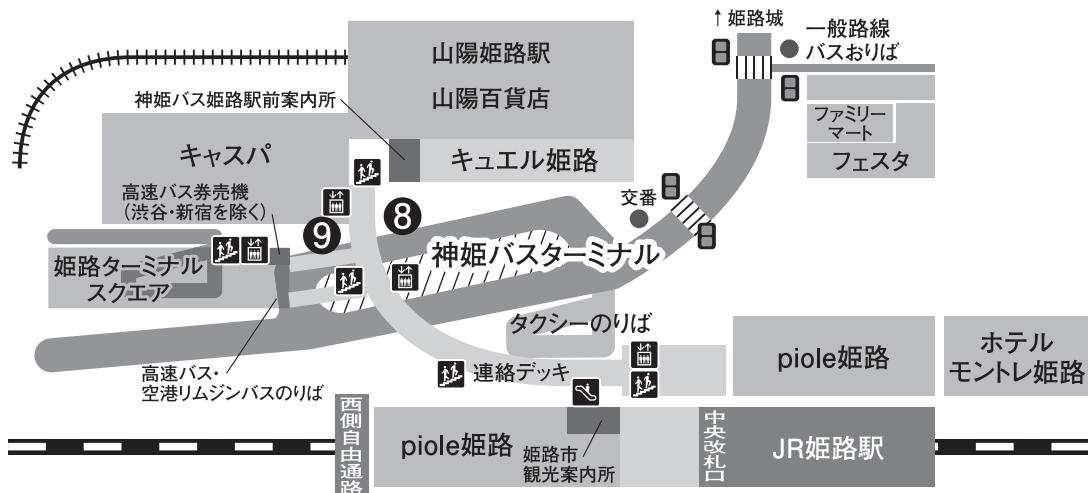 ↑姫路城
一般路線
バスおりば
山陽姫路駅
山陽百貨店
神姫バス姫路駅前案内所
キャスパ
キュエル姫路
ファミリー
マート
フェスタ
高速バス券売機
(渋谷・新宿を除く)
交番
8
9
神姫バスターミナル
姫路ターミナル
スクエア
タクシーのりば
高速バス・
空港リムジンバスのりば
連絡デッキ
piole姫路
ホテル
モントレ姫路
西側自由通路
piole姫路
姫路市
観光案内所
中央改札口
JR姫路駅